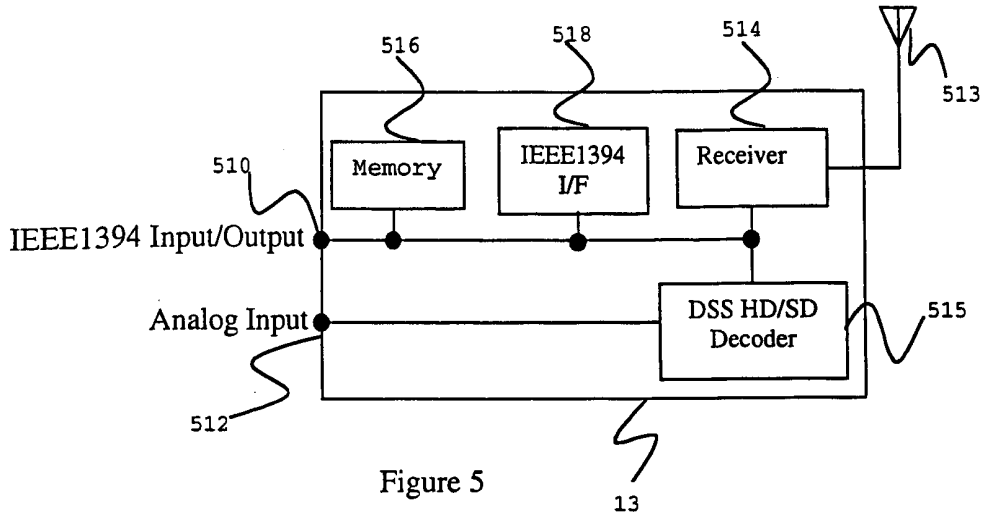 516
518
514
513
Memory
IEEE1394
I/F
Receiver
510
IEEE1394 Input/Output
Analog Input
DSS HD/SD
Decoder
515
512
Figure 5
13